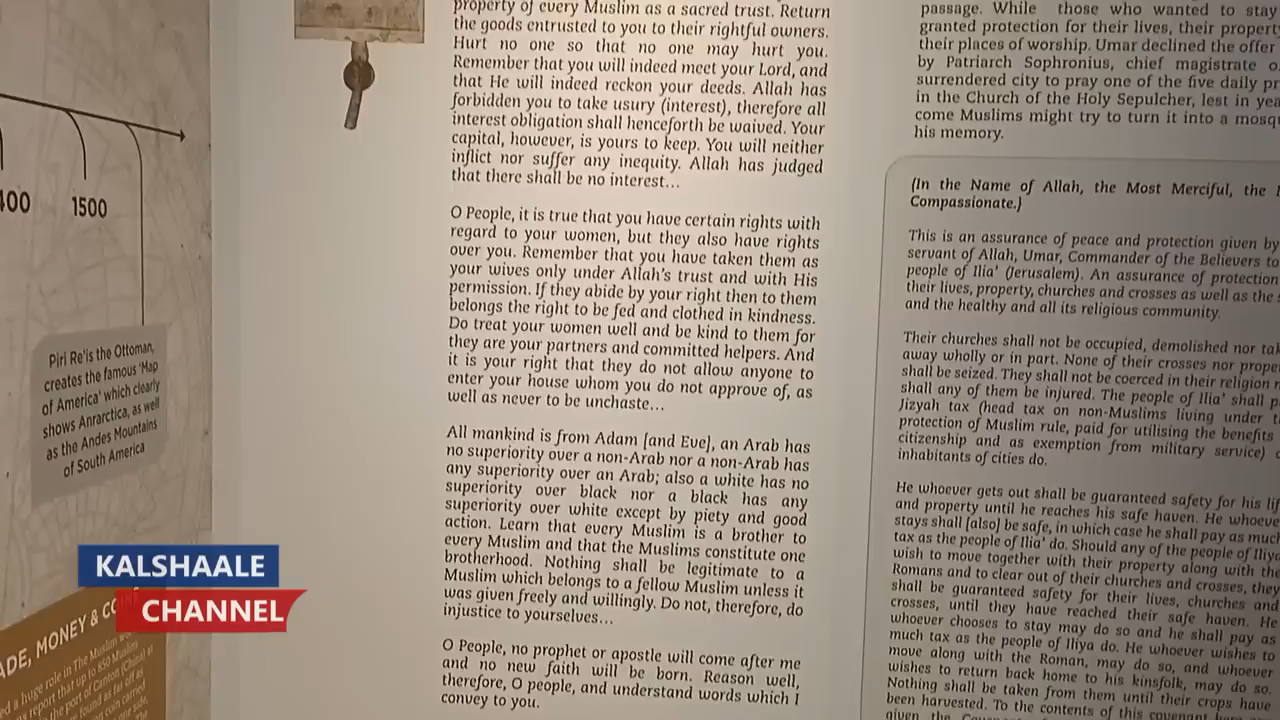 property of every Muslim as a sacred trust. Return
the goods entrusted to you to their rightful owners.
Hurt no one so that no one may hurt you.
Remember that you will indeed meet your Lord, and
that He will indeed reckon your deeds. Allah has
forbidden you to take usury (interest), therefore all
interest obligation shall henceforth be waived. Your
capital, however, is yours to keep. You will neither
inflict nor suffer any inequity. Allah has judged
that there shall be no interest...
O People, it is true that you have certain rights with
regard to your women, but they also have rights
over you. Remember that you have taken them as
your wives only under Allah's trust and with His
permission. If they abide by your right then to them
belongs the right to be fed and clothed in kindness.
Do treat your women well and be kind to them for
they are your partners and committed helpers. And
it is your right that they do not allow anyone to
enter your house whom you do not approve of, as
well as never to be unchaste...
All mankind is from Adam [and Eve], an Arab has
no superiority over a non-Arab nor a non-Arab has
any superiority over an Arab; also a white has no
superiority over black nor a black has any
superiority over white except by piety and good
action. Learn that every Muslim is a brother to
every Muslim and that the Muslims constitute one
brotherhood. Nothing shall be legitimate to a
Muslim which belongs to a fellow Muslim unless it
was given freely and willingly. Do not, therefore, do
injustice to yourselves...
O People, no prophet or apostle will come after me
and no new faith will be born. Reason well,
therefore, O people, and understand words which I
convey to you.
passage. While those who wanted to stay
granted protection for their lives, their property
their places of worship. Umar declined the offer
by Patriarch Sophronius, chief magistrate
surrendered city to pray one of the five daily
in the Church of the Holy Sepulcher, lest in
come Muslims might try to turn it into a
his memory.
(In the Name of Allah, the Most Merciful, the
Compassionate.}
This is an assurance of peace and protection given by
servant of Allah, Umar, Commander of the Believers to
people of Ilia' (Jerusalem). An assurance of protection
their lives, property, churches and crosses as well as the
and the healthy and all its religious community.
Their churches shall not be occupied, demolished nor
away wholly or in part. None of their crosses nor
shall be seized. They shall not be coerced in their religion
shall any of them be injured. The people of Ilia' shall
Jizyah tax (head tax on non-Muslims living under
protection of Muslim rule, paid for utilising the benefits
citizenship and as exemption from military service)
inhabitants of cities do.
He whoever gets out shall be guaranteed safety for his
and property until he reaches his safe haven. He
stays shall [also] be safe, in which case he shall pay as
tax as the people of Ilia' do. Should any of the people of
wish to move together with their property along with the
Romans and to clear out of their churches and crosses, they
shall be guaranteed safety for their lives, churches and
crosses, until they have reached their safe haven. He
whoever chooses to stay may do so and he shall pay as
much tax as the people of Iliya do. He whoever wishes to
move along with the Roman, may do so, and whoever
wishes to return back home to his kinsfolk, may do so.
Nothing shall be taken from them until their crops have
been harvested. To the contents of this covenant
given the
400
1500
Piri Re'is the Ottoman,
creates the famous 'Map
of America' which clearly
shows Anrarctica, as well
as the Andes Mountains
of South America
KALSHAALE
CHANNEL
ADE, MONEY &
a huge role in The Muslim
report that up to 850 Muslim
the port of Canton (China) at
found as far off as
coin carried